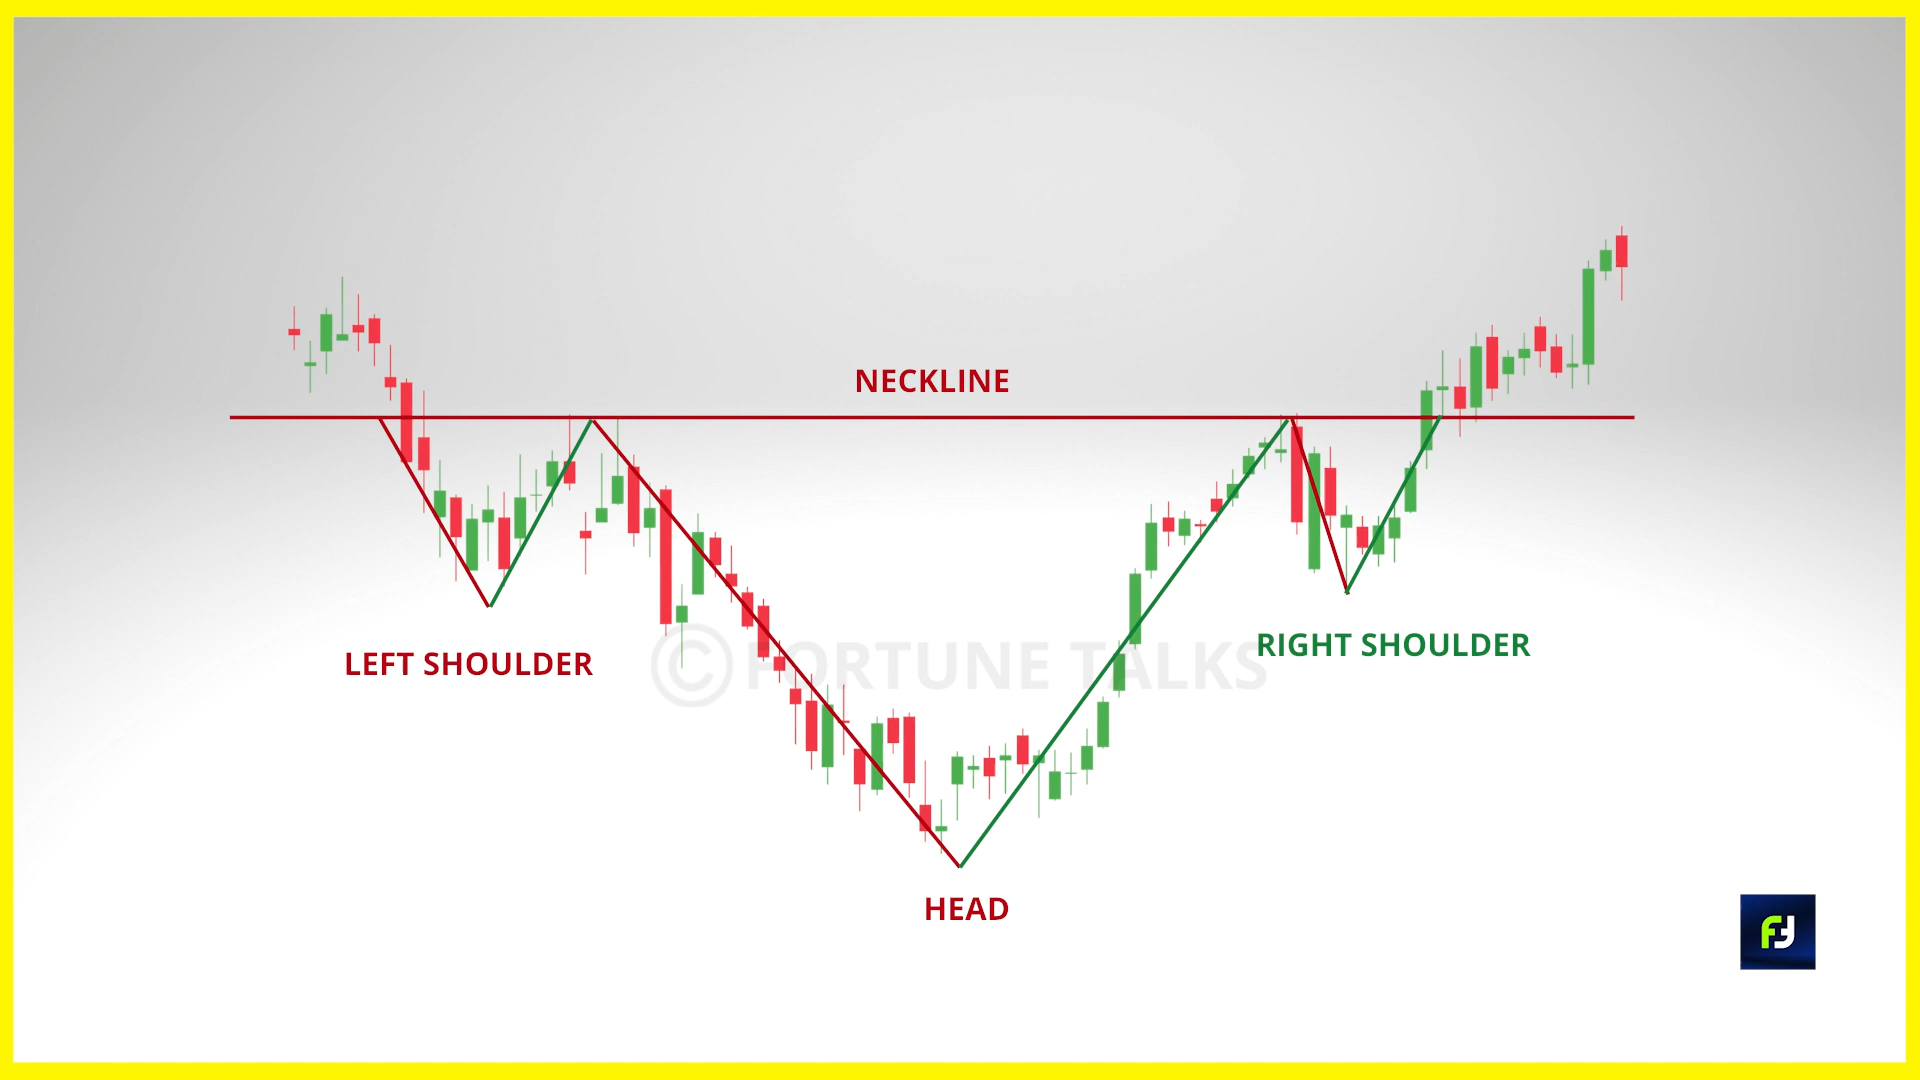 NECKLINE
LEFT SHOULDER
RIGHT SHOULDER
© FORTUNE TALKS
HEAD